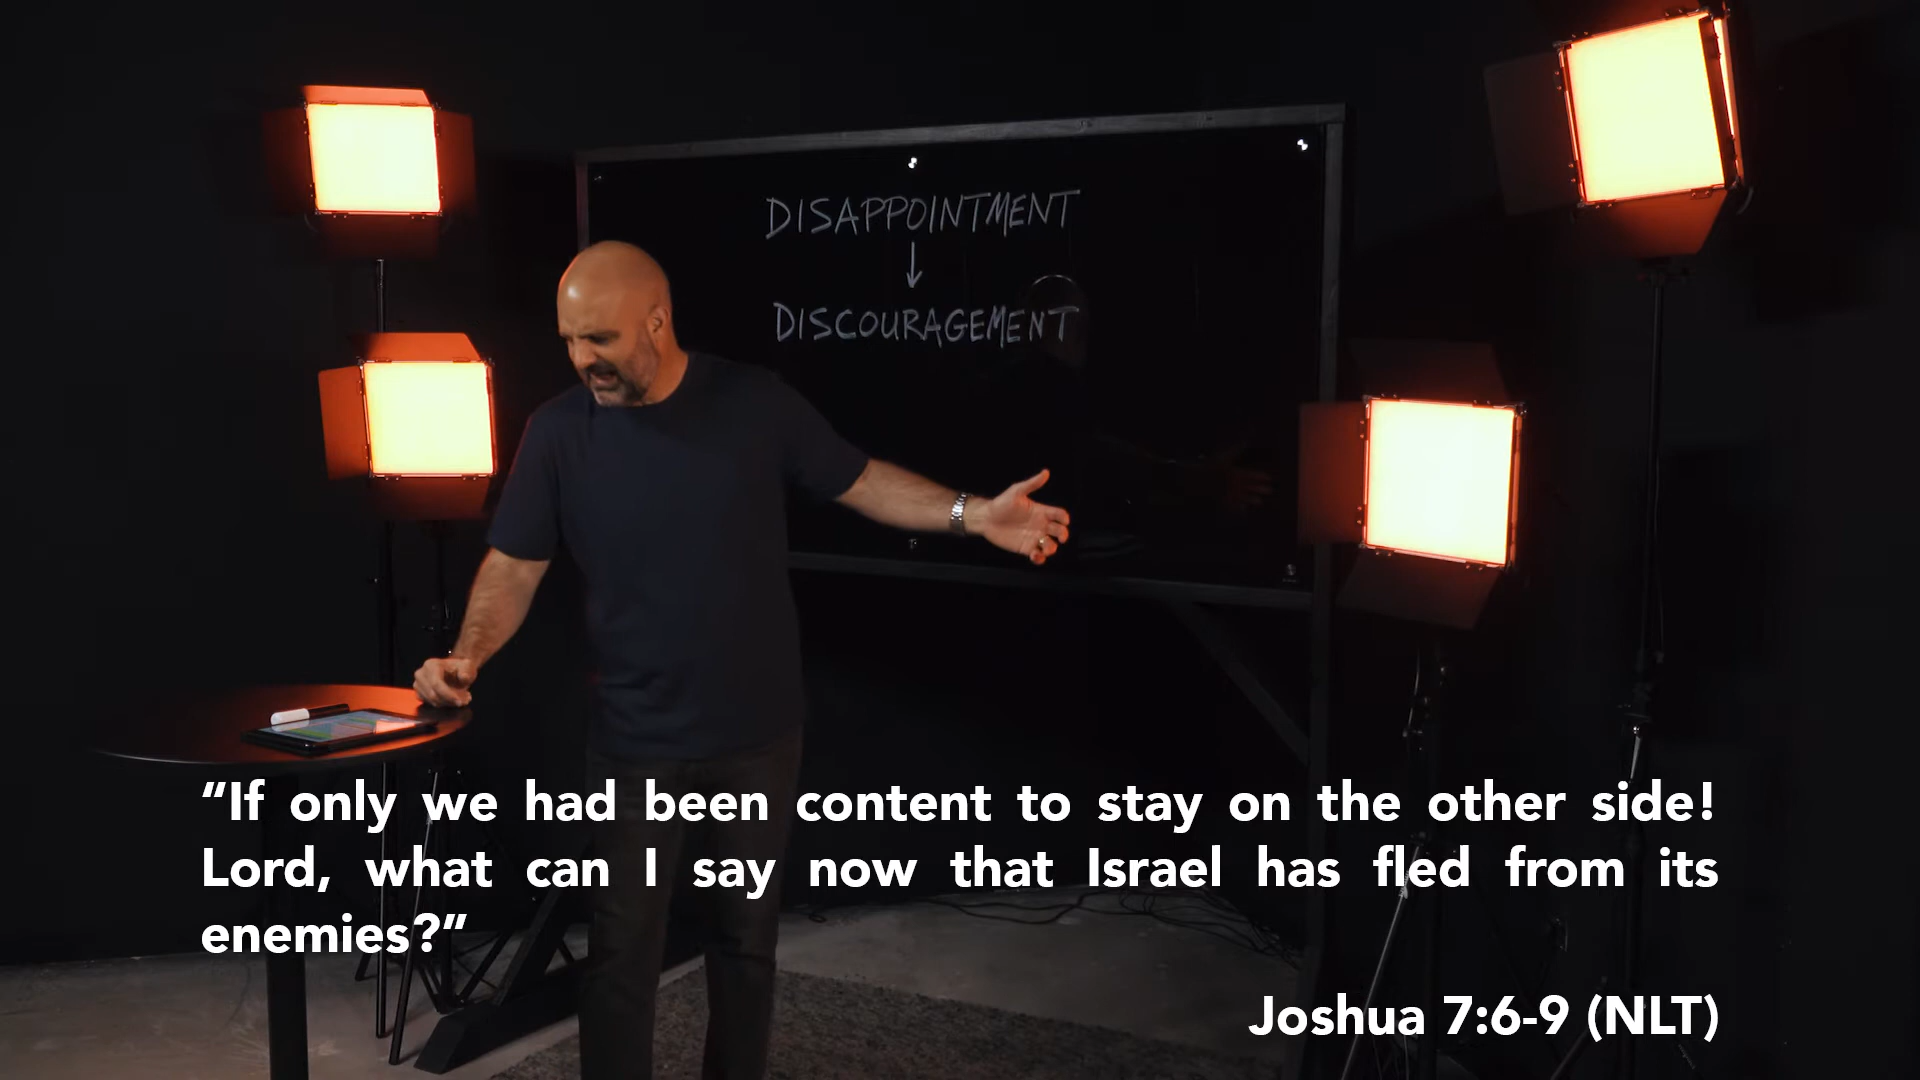 DISAPPOINTMENT
↓
DISCOURAGEMENT
“If only we had been content to stay on the other side!
Lord, what can I say now that Israel has fled from its
enemies?”
Joshua 7:6-9 (NLT)